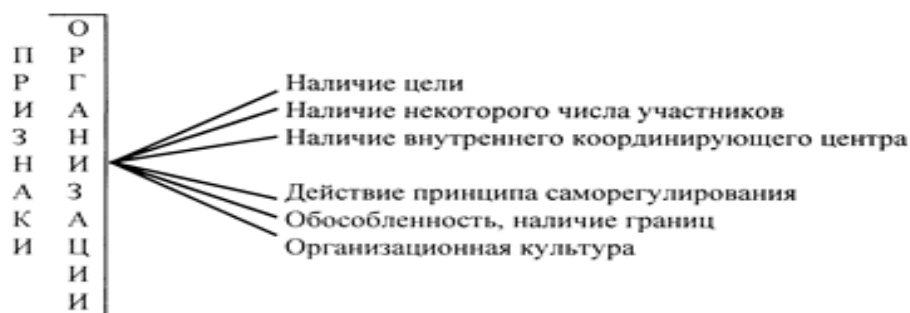 ПРИЗНАКИ
ОРГАНИЗАЦИИ
Наличие цели
Наличие некоторого числа участников
Наличие внутреннего координирующего центра
Действие принципа саморегулирования
Обособленность, наличие границ
Организационная культура